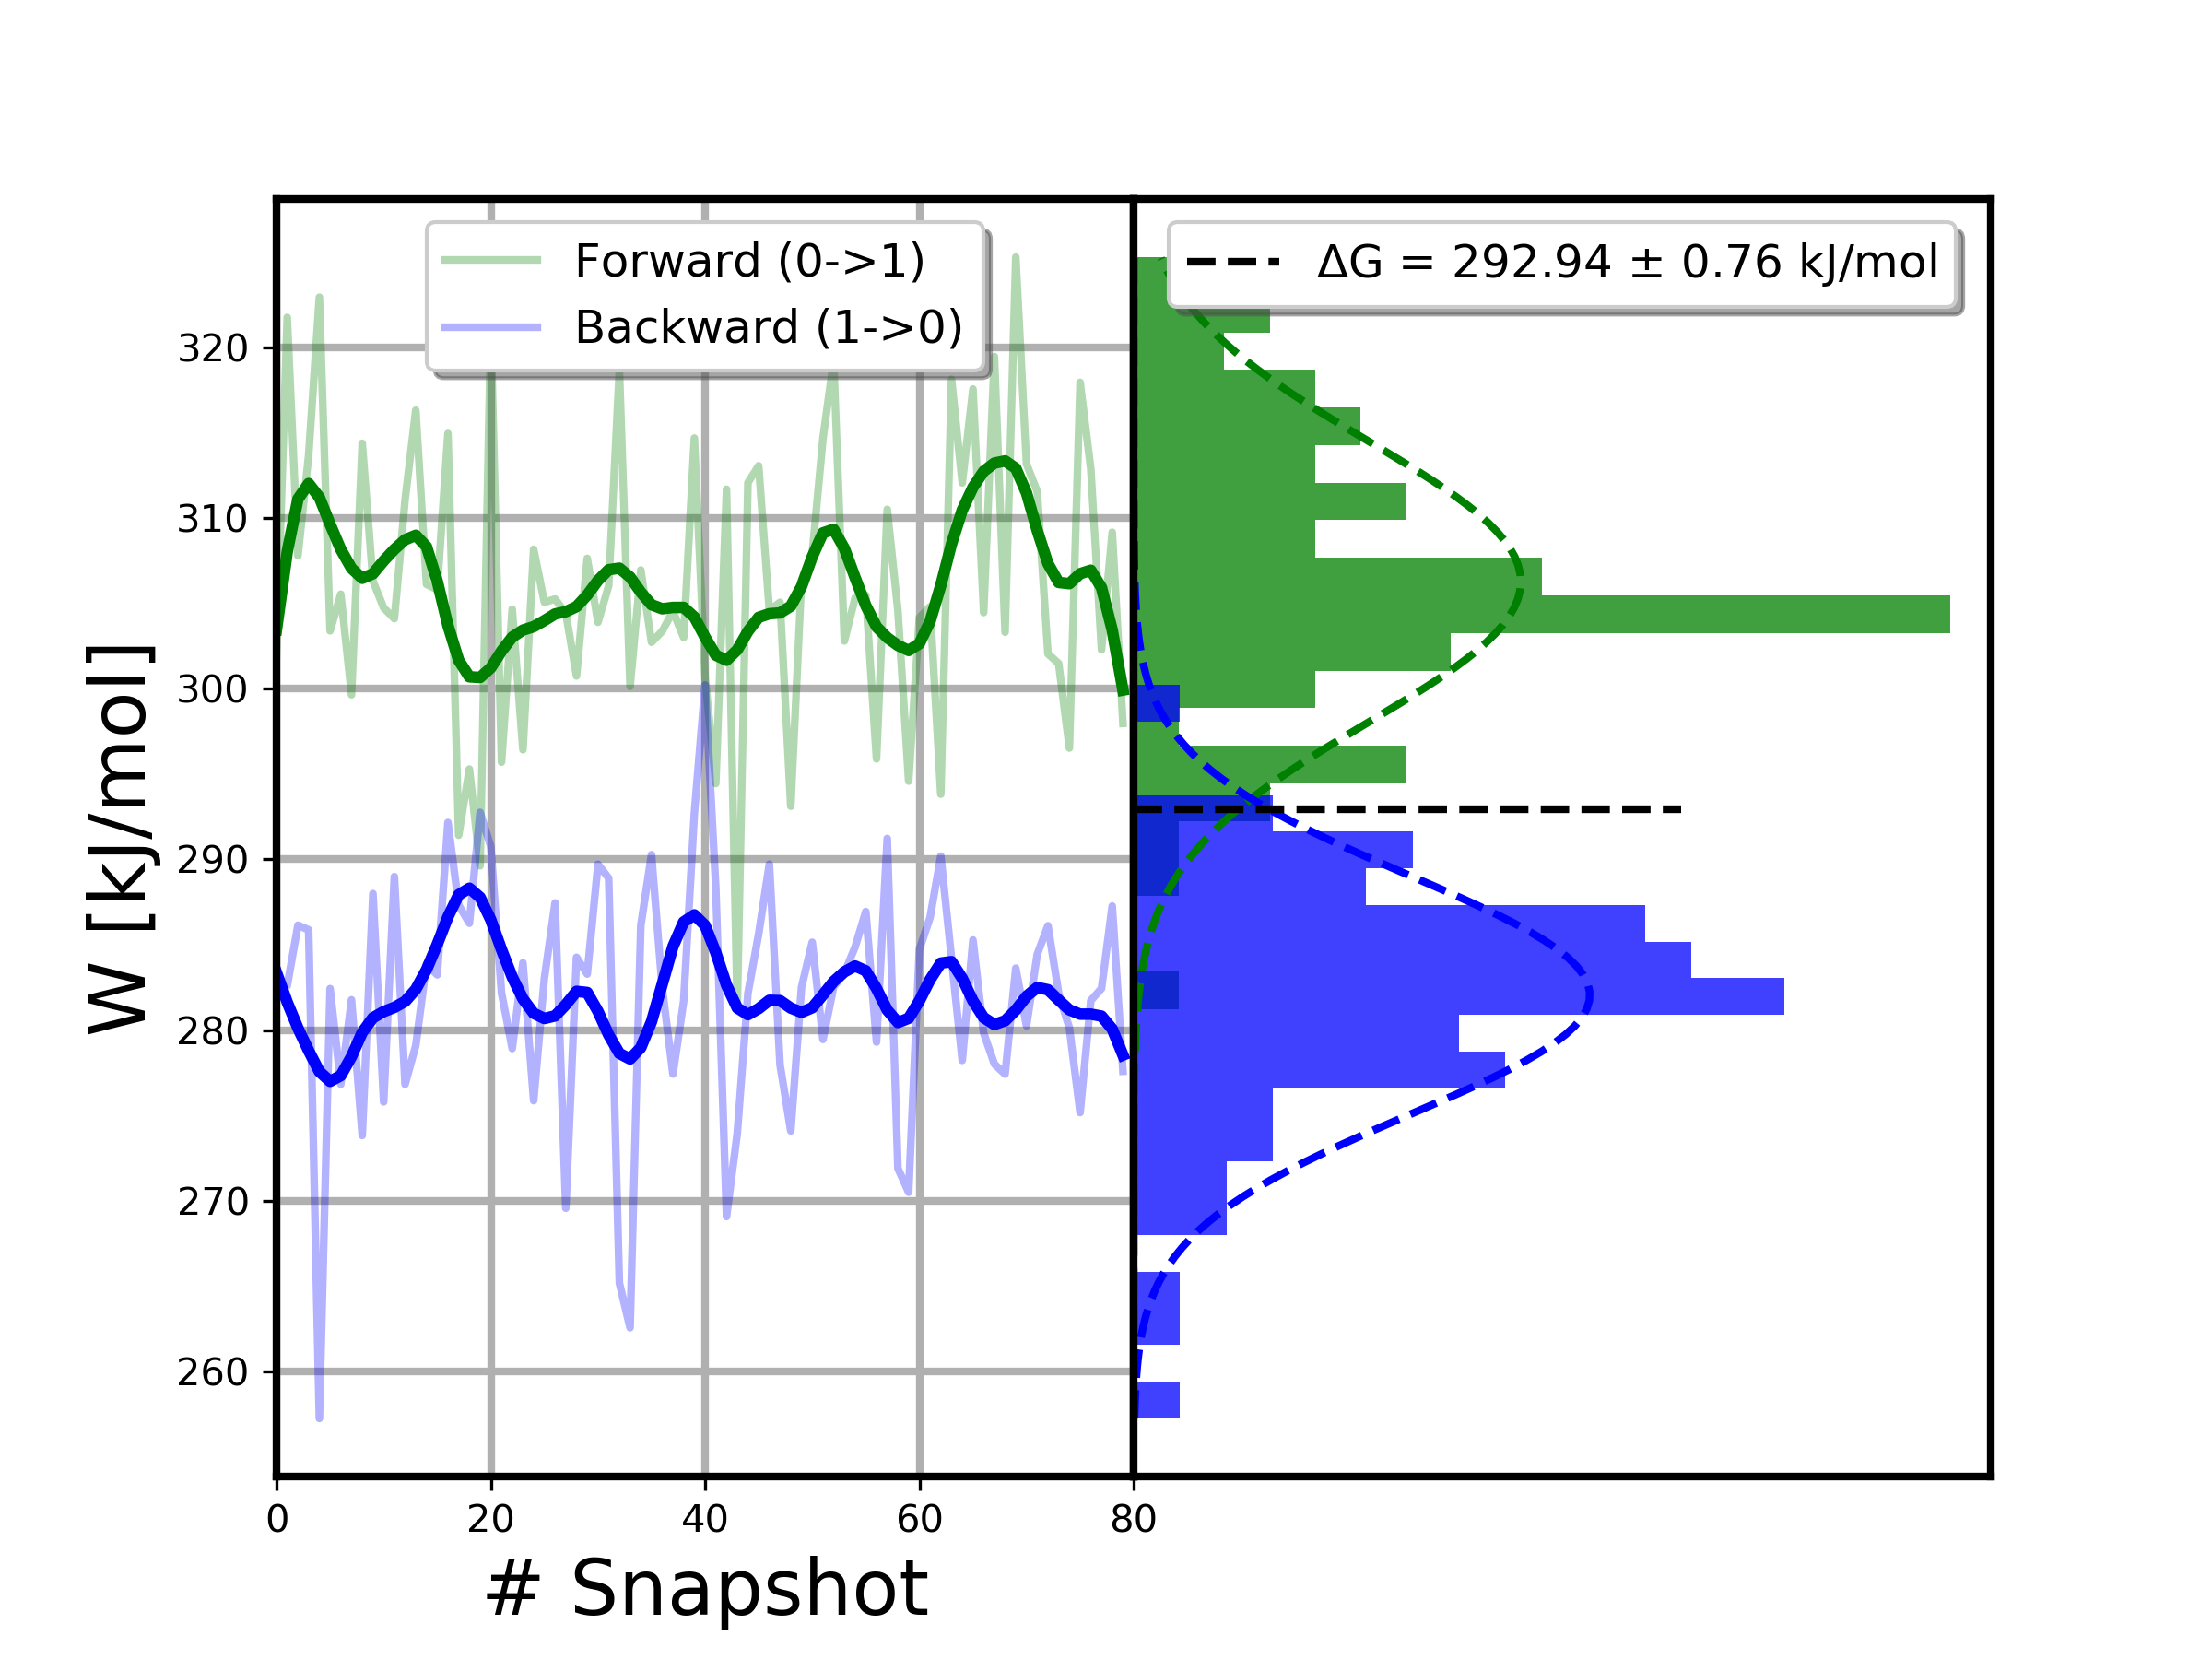 Forward (0->1)
Backward (1->0)
ΔG = 292.94 ± 0.76 kJ/mol
W [kJ/mol]
320
310
300
290
280
270
260
0
20
40
60
80
# Snapshot